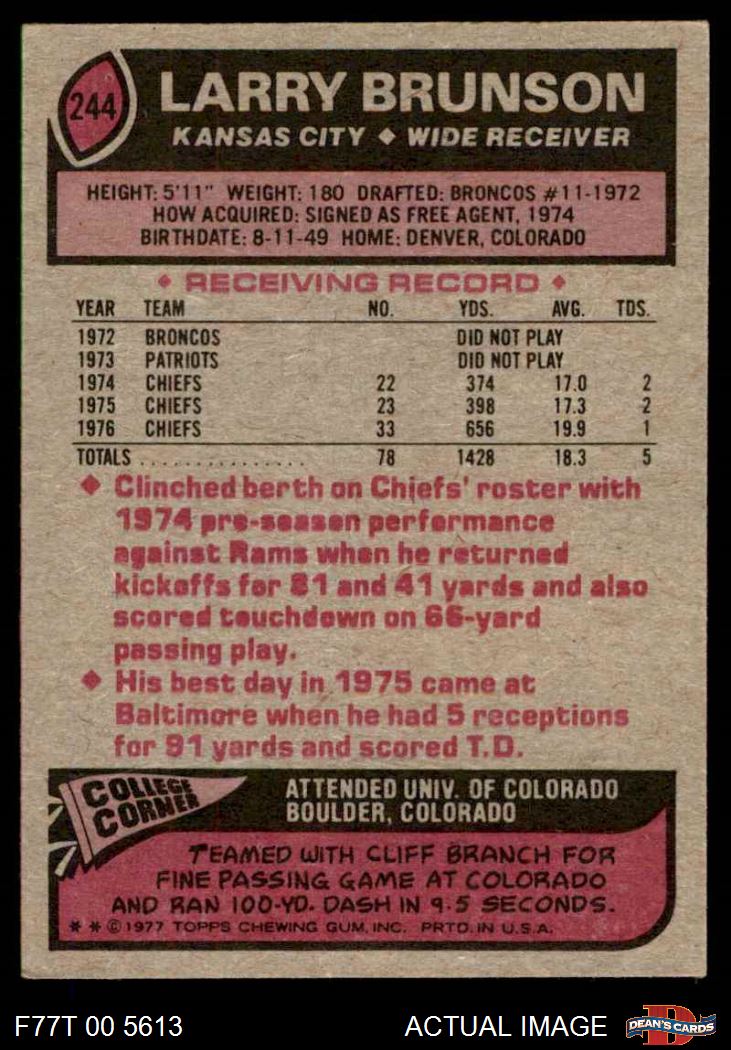 244
LARRY BRUNSON
KANSAS CITY ◆ WIDE RECEIVER
HEIGHT: 5'11" WEIGHT: 180 DRAFTED: BRONCOS #11-1972
HOW ACQUIRED: SIGNED AS FREE AGENT, 1974
BIRTHDATE: 8-11-49 HOME: DENVER, COLORADO
◆ RECEIVING RECORD ◆
YEAR TEAM NO. YDS. AVG. TDS.
1972 BRONCOS DID NOT PLAY
1973 PATRIOTS DID NOT PLAY
1974 CHIEFS 22 374 17.0 2
1975 CHIEFS 23 398 17.3 2
1976 CHIEFS 33 656 19.9 1
TOTALS ................ 78 1428 18.3 5
◆ Clinched berth on Chiefs' roster with
1974 pre-season performance
against Rams when he returned
kickoffs for 81 and 41 yards and also
scored touchdown on 66-yard
passing play.
◆ His best day in 1975 came at
Baltimore when he had 5 receptions
for 91 yards and scored T.D.
COLLEGE
CORNER
ATTENDED UNIV. OF COLORADO
BOULDER, COLORADO
TEAMED WITH CLIFF BRANCH FOR
FINE PASSING GAME AT COLORADO
AND RAN 100-YD. DASH IN 9.5 SECONDS.
* * © 1977 TOPPS CHEWING GUM, INC. PRTD. IN U.S.A.
F77T 00 5613 ACTUAL IMAGE
D
DEAN'S CARDS